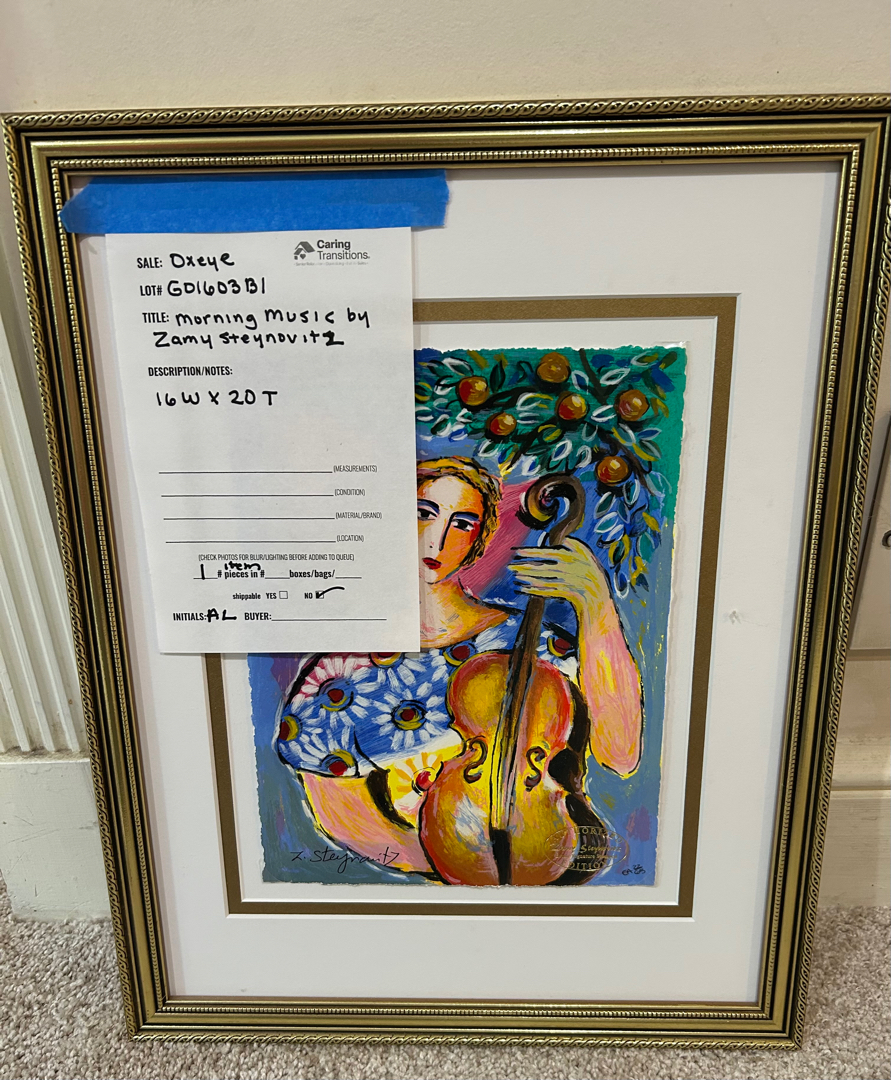 Caring
Transitions
SALE: Oxeye
LOT# GD1603B1
TITLE: Morning Music by
Zamy Steynovitz
DESCRIPTION/NOTES:
16W X 20T
(MEASUREMENTS)
(CONDITION)
(MATERIAL/BRAND)
(LOCATION)
(CHECK PHOTOS FOR BLUR/LIGHTING BEFORE ADDING TO QUEUE)
item
1 # pieces in # boxes/bags/
shippable YES NO
INITIALS: AL BUYER:
Z. Steynovitz